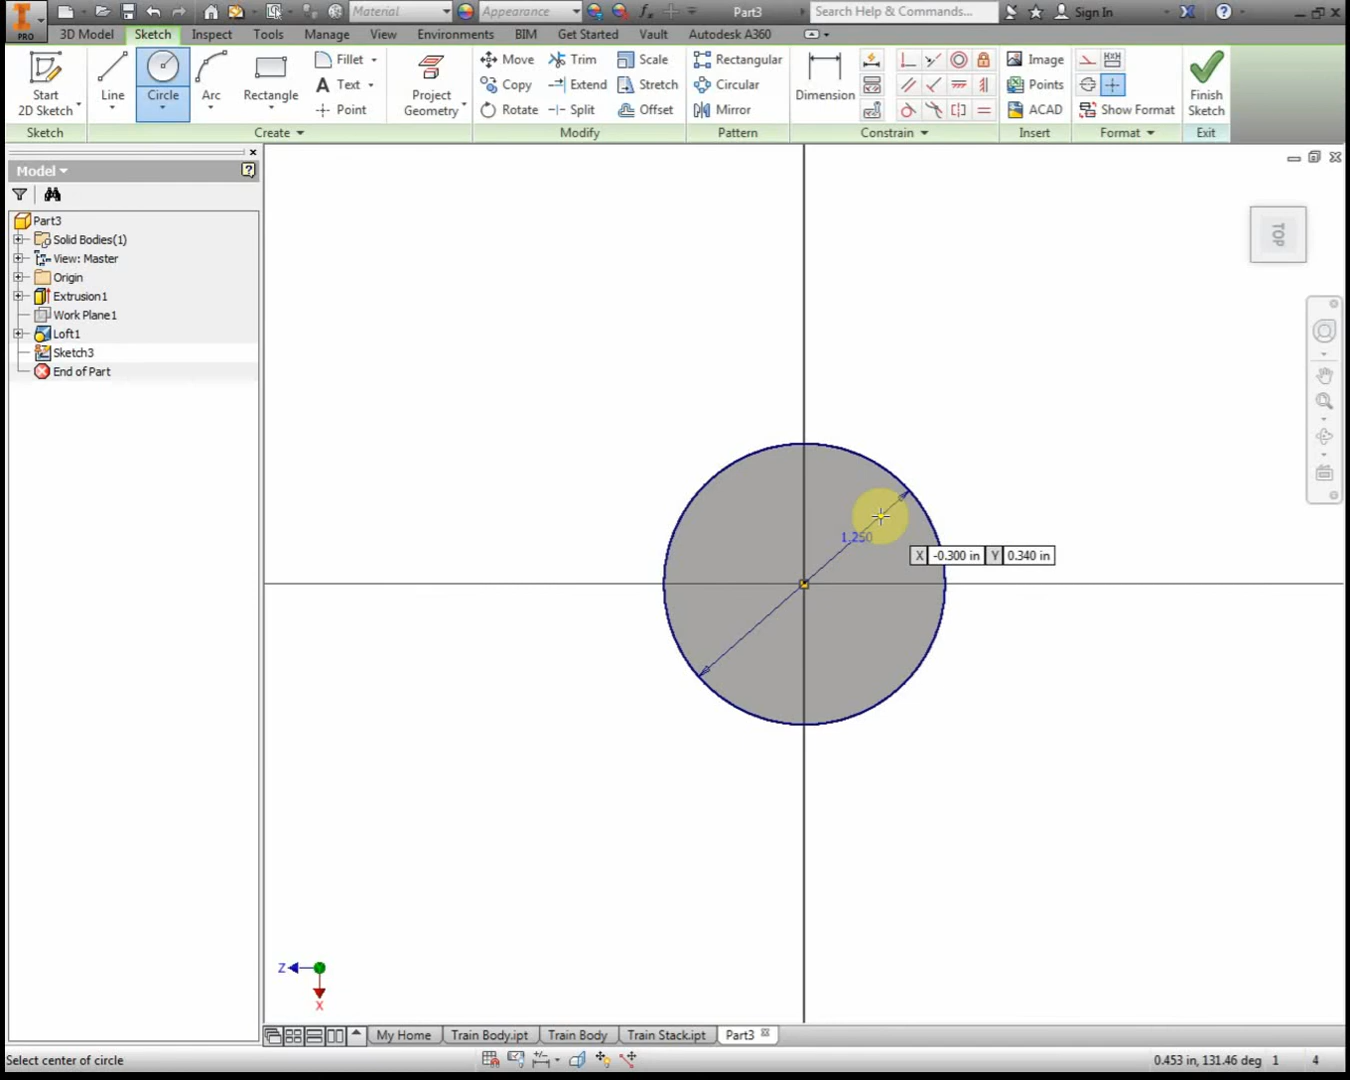 Material
Appearance
Part3
Search Help & Commands...
Sign In
PRO
3D Model
Sketch
Inspect
Tools
Manage
View
Environments
BIM
Get Started
Vault
Autodesk A360
Start
2D Sketch
Line
Circle
Arc
Rectangle
Fillet
Text
Point
Project
Geometry
Move
Copy
Rotate
Trim
Extend
Split
Scale
Stretch
Offset
Rectangular
Circular
Mirror
Dimension
Image
Points
ACAD
Show Format
Finish
Sketch
Sketch
Create
Modify
Pattern
Constrain
Insert
Format
Exit
Model
Part3
Solid Bodies(1)
View: Master
Origin
Extrusion1
Work Plane1
Loft1
Sketch3
End of Part
TOP
1.250
X -0.300 in Y 0.340 in
Z
X
My Home
Train Body.ipt
Train Body
Train Stack.ipt
Part3
Select center of circle
0.453 in, 131.46 deg 1 4